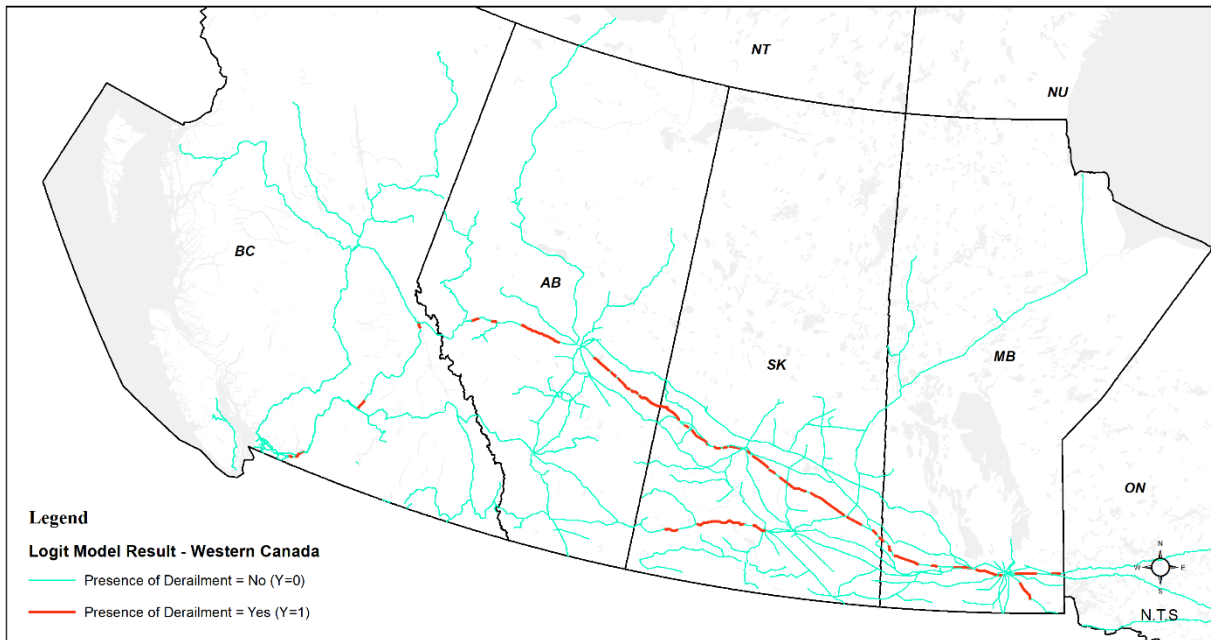 NT
NU
BC
AB
SK
MB
ON
Legend
Logit Model Result - Western Canada
Presence of Derailment = No (Y=0)
Presence of Derailment = Yes (Y=1)
N
W E
S
N.T.S